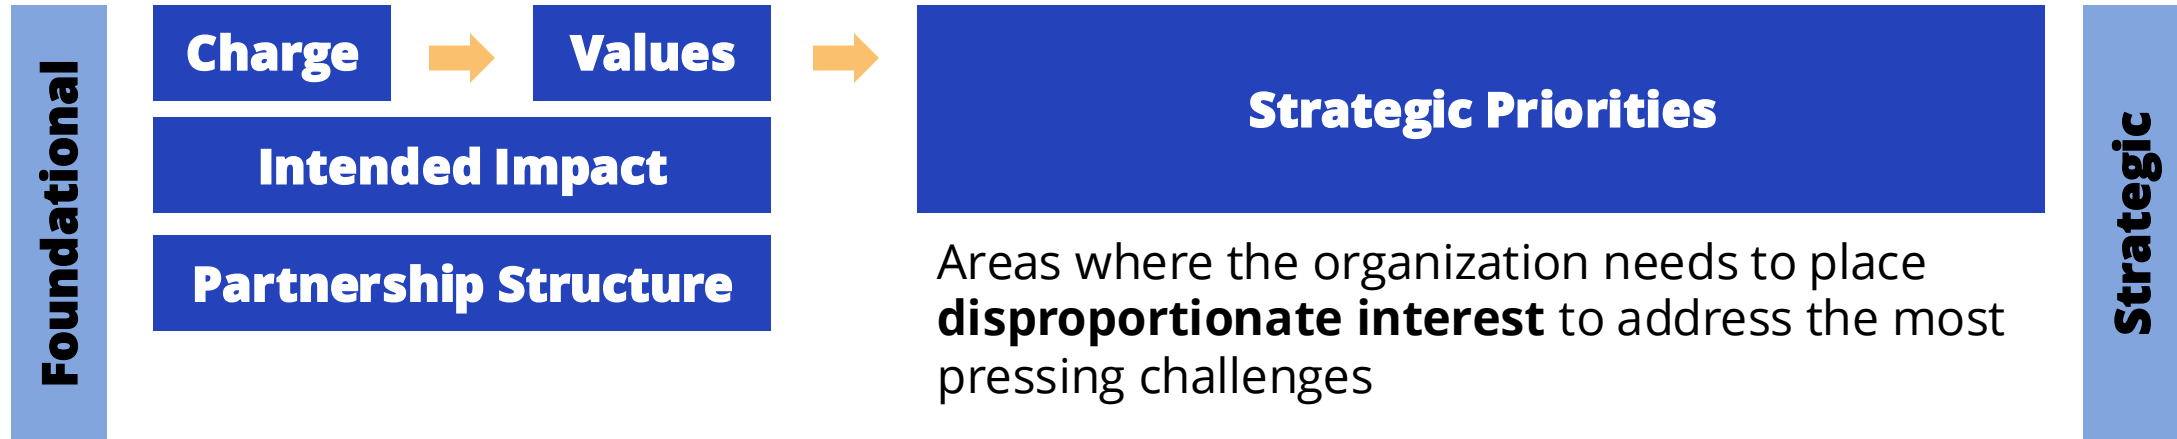 Foundational
Charge
Values
Intended Impact
Partnership Structure
Strategic Priorities
Areas where the organization needs to place
disproportionate interest to address the most
pressing challenges
Strategic